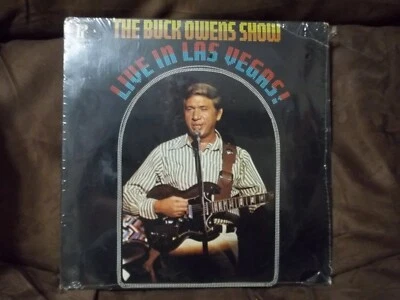 THE BUCK OWENS SHOW
LIVE IN LAS VEGAS!